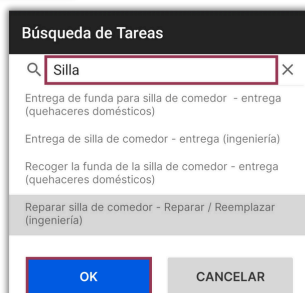 Búsqueda de Tareas
Silla
Entrega de funda para silla de comedor - entrega
(quehaceres domésticos)
Entrega de silla de comedor - entrega (ingeniería)
Recoger la funda de la silla de comedor - entrega
(quehaceres domésticos)
Reparar silla de comedor - Reparar / Reemplazar
(ingeniería)
OK CANCELAR